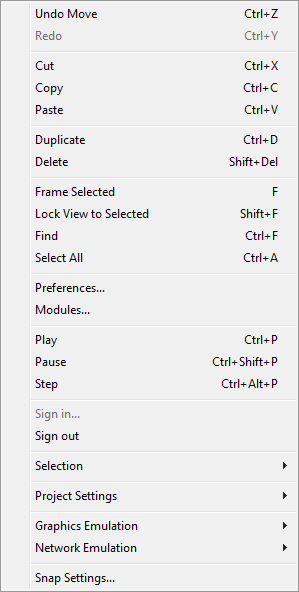 Undo Move Ctrl+Z
Redo Ctrl+Y
Cut Ctrl+X
Copy Ctrl+C
Paste Ctrl+V
Duplicate Ctrl+D
Delete Shift+Del
Frame Selected F
Lock View to Selected Shift+F
Find Ctrl+F
Select All Ctrl+A
Preferences...
Modules...
Play Ctrl+P
Pause Ctrl+Shift+P
Step Ctrl+Alt+P
Sign in...
Sign out
Selection
Project Settings
Graphics Emulation
Network Emulation
Snap Settings...